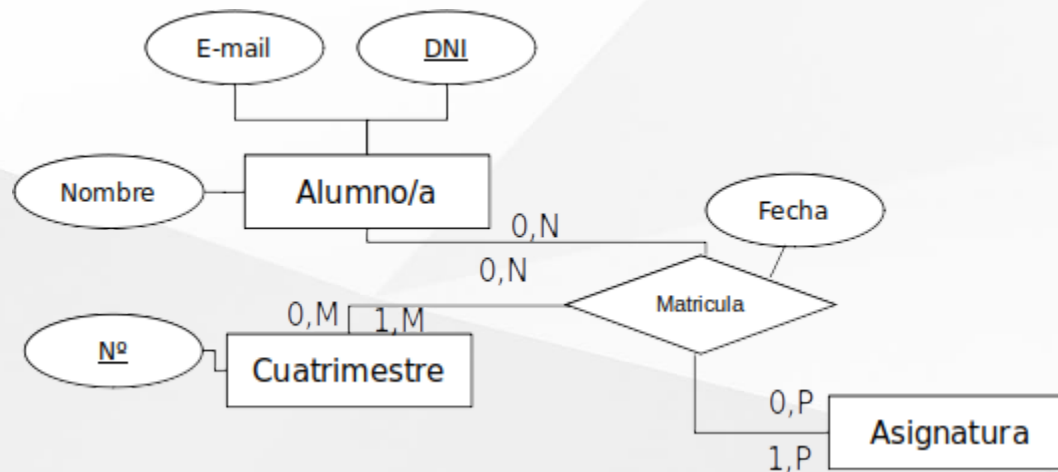 E-mail
DNI
Nombre
Alumno/a
Fecha
0,N
0,N
Matricula
0,M
1,M
Nº
Cuatrimestre
0,P
Asignatura
1,P